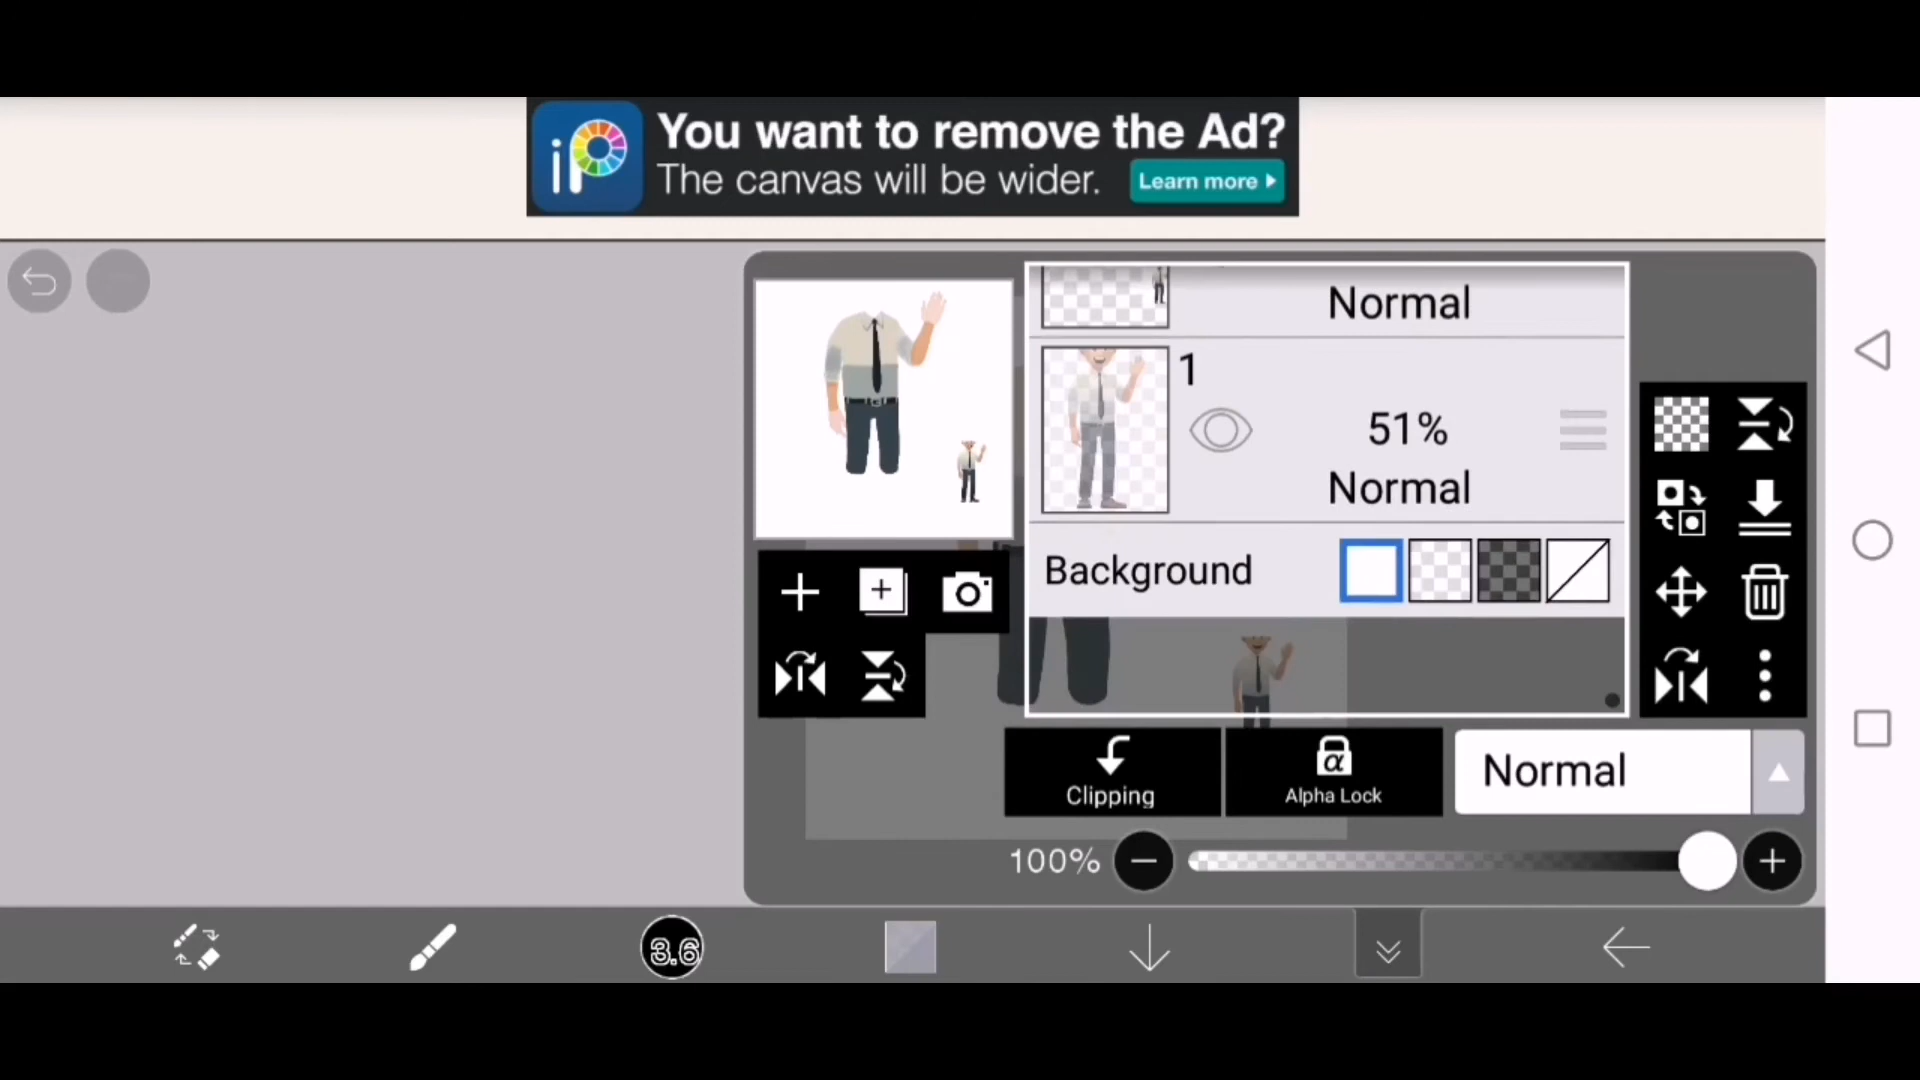 iP
You want to remove the Ad?
The canvas will be wider.
Learn more
Normal
1
51%
Normal
Background
Clipping
α
Alpha Lock
Normal
100%
3.6